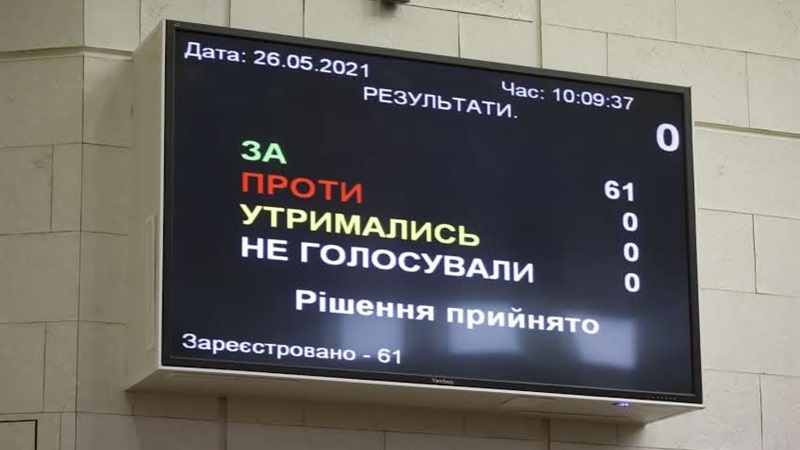 Дата: 26.05.2021
Час: 10:09:37
РЕЗУЛЬТАТИ.
0
ЗА 61
ПРОТИ 0
УТРИМАЛИСЬ 0
НЕ ГОЛОСУВАЛИ 0
Рішення прийнято
Зареєстровано - 61
ViewSonic